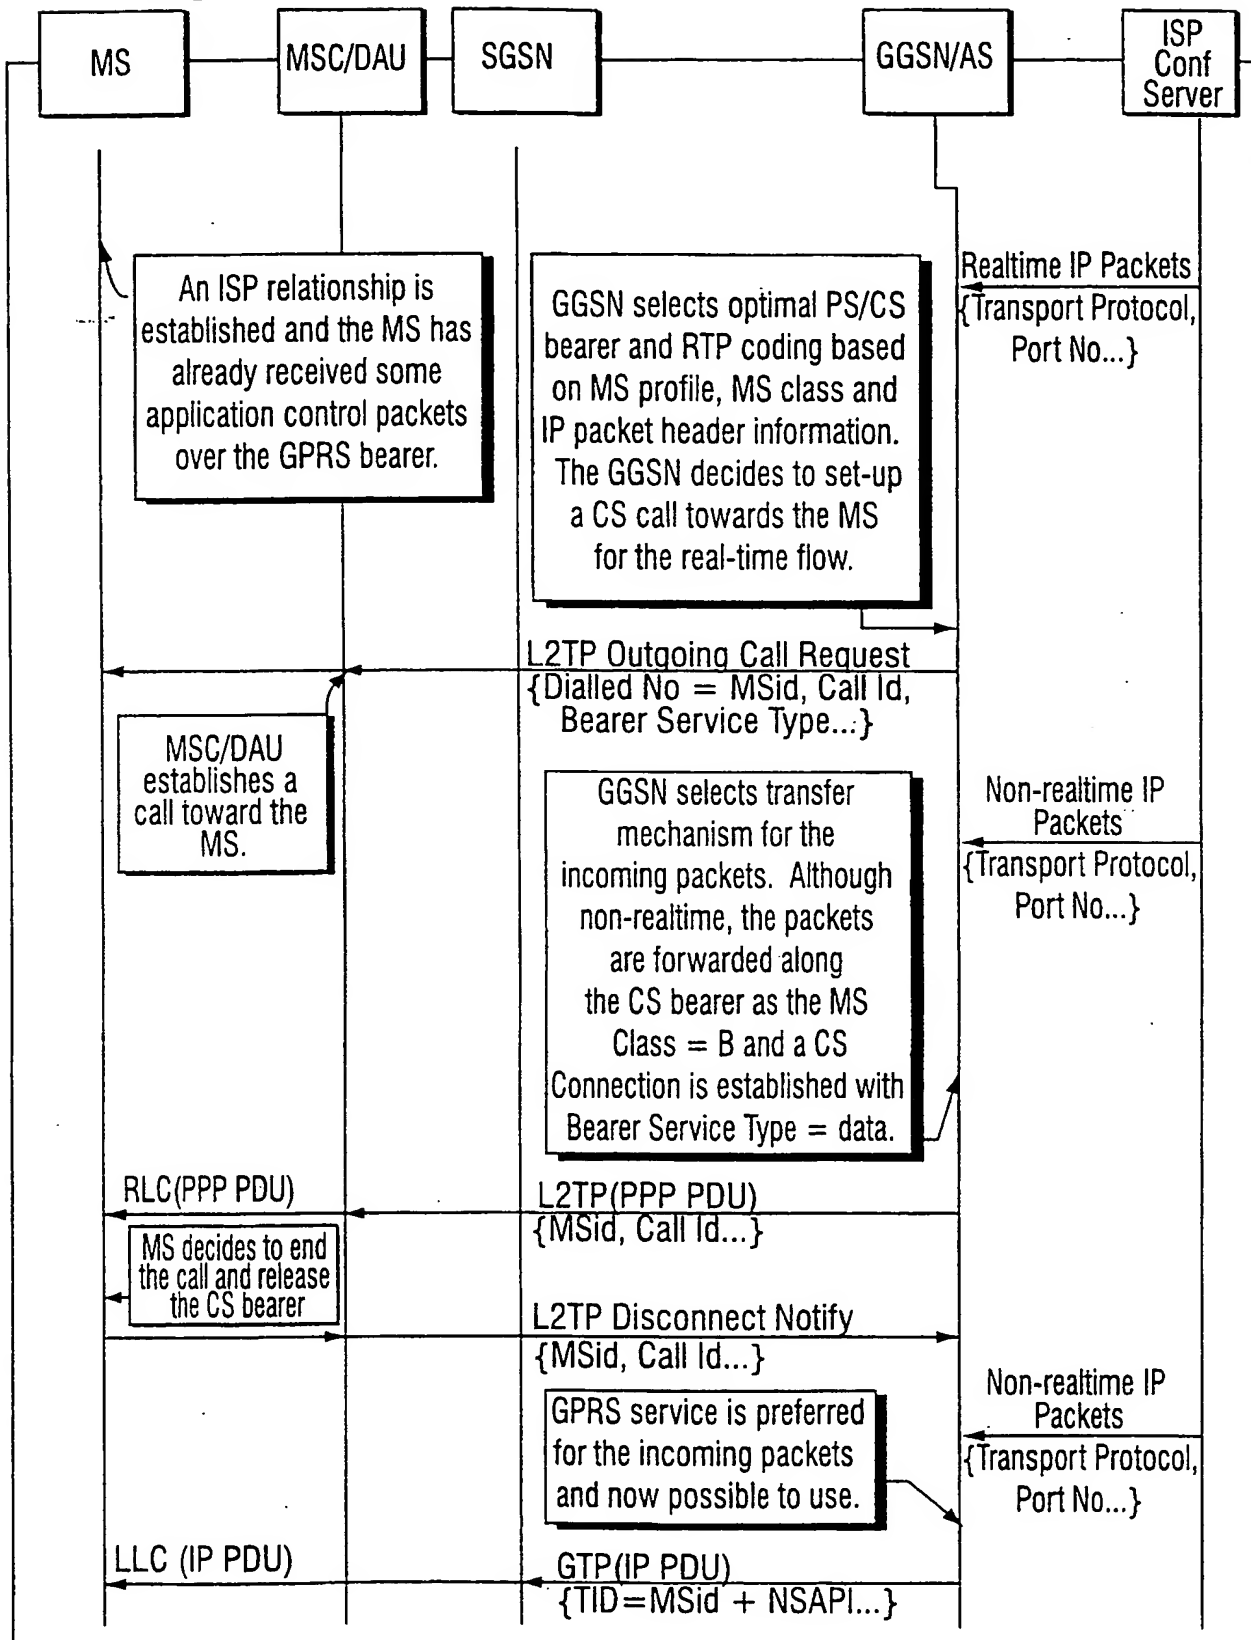 MS
MSC/DAU
SGSN
GGSN/AS
ISP
Conf
Server
An ISP relationship is
established and the MS has
already received some
application control packets
over the GPRS bearer.
GGSN selects optimal PS/CS
bearer and RTP coding based
on MS profile, MS class and
IP packet header information.
The GGSN decides to set-up
a CS call towards the MS
for the real-time flow.
Realtime IP Packets
{Transport Protocol,
Port No...}
L2TP Outgoing Call Request
{Dialled No = MSid, Call Id,
Bearer Service Type...}
MSC/DAU
establishes a
call toward the
MS.
GGSN selects transfer
mechanism for the
incoming packets. Although
non-realtime, the packets
are forwarded along
the CS bearer as the MS
Class = B and a CS
Connection is established with
Bearer Service Type = data.
Non-realtime IP
Packets
{Transport Protocol,
Port No...}
RLC(PPP PDU)
L2TP(PPP PDU)
{MSid, Call Id...}
MS decides to end
the call and release
the CS bearer
L2TP Disconnect Notify
{MSid, Call Id...}
GPRS service is preferred
for the incoming packets
and now possible to use.
Non-realtime IP
Packets
{Transport Protocol,
Port No...}
LLC (IP PDU)
GTP(IP PDU)
{TID=MSid + NSAPI...}